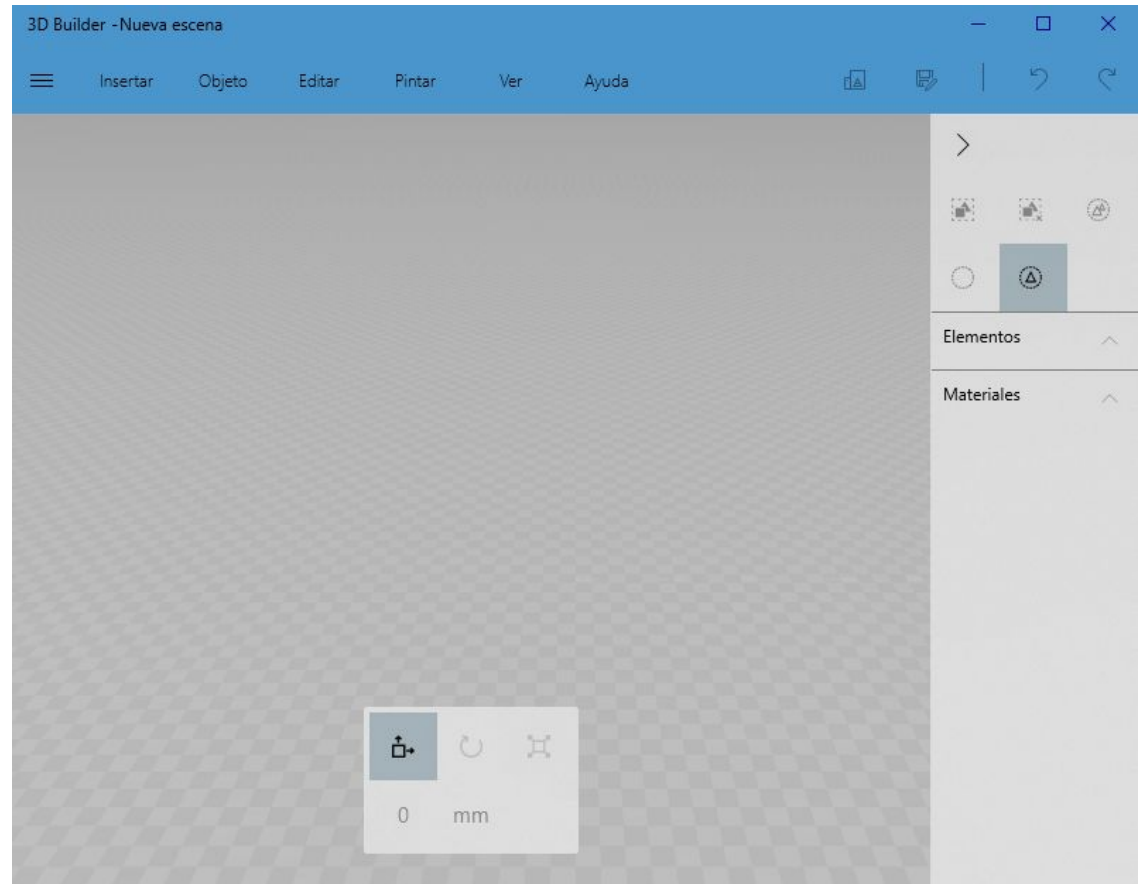 3D Builder -Nueva escena
Insertar Objeto Editar Pintar Ver Ayuda
Elementos
Materiales
0 mm